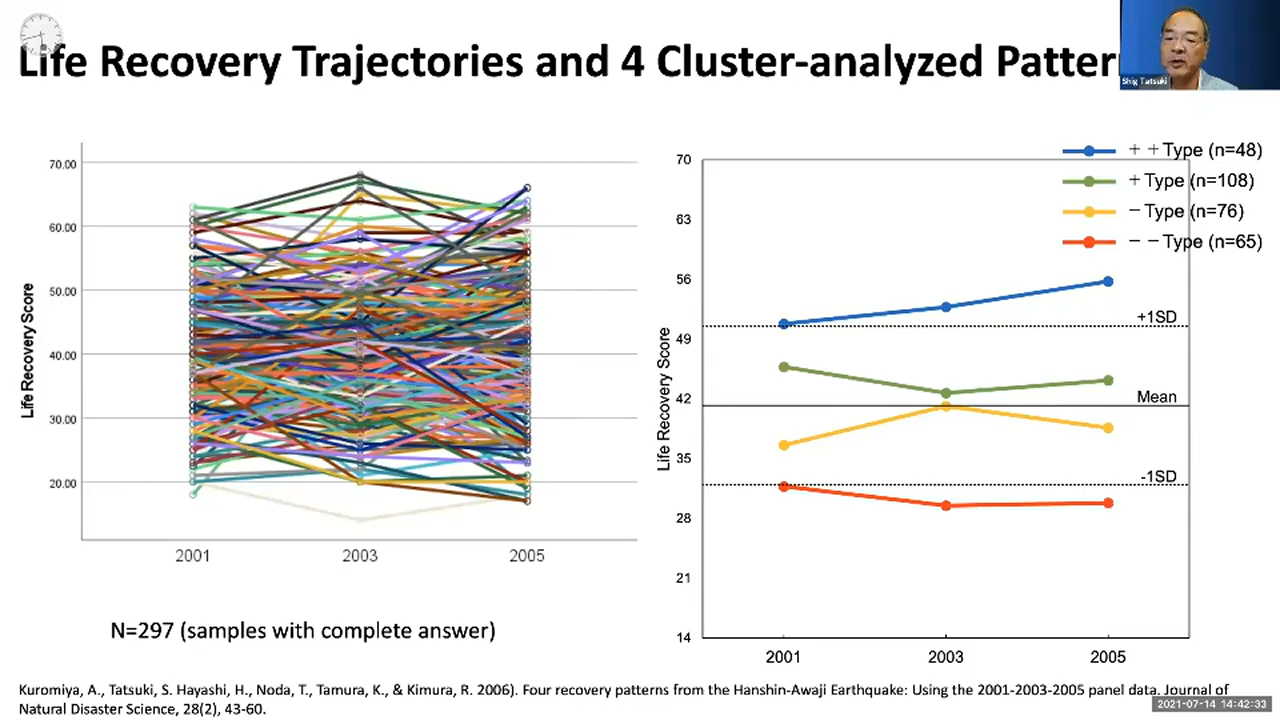 Life Recovery Trajectories and 4 Cluster-analyzed Patter
Shig Tatsuki
Life Recovery Score
70.00
60.00
50.00
40.00
30.00
20.00
2001 2003 2005
N=297 (samples with complete answer)
＋＋Type (n=48)
＋Type (n=108)
－Type (n=76)
－－Type (n=65)
Life Recovery Score
70
63
56
49
42
35
28
21
14
+1SD
Mean
-1SD
2001 2003 2005
Kuromiya, A., Tatsuki, S. Hayashi, H., Noda, T., Tamura, K., & Kimura, R. 2006). Four recovery patterns from the Hanshin-Awaji Earthquake: Using the 2001-2003-2005 panel data. Journal of
Natural Disaster Science, 28(2), 43-60.
2021-07-14 14:42:33